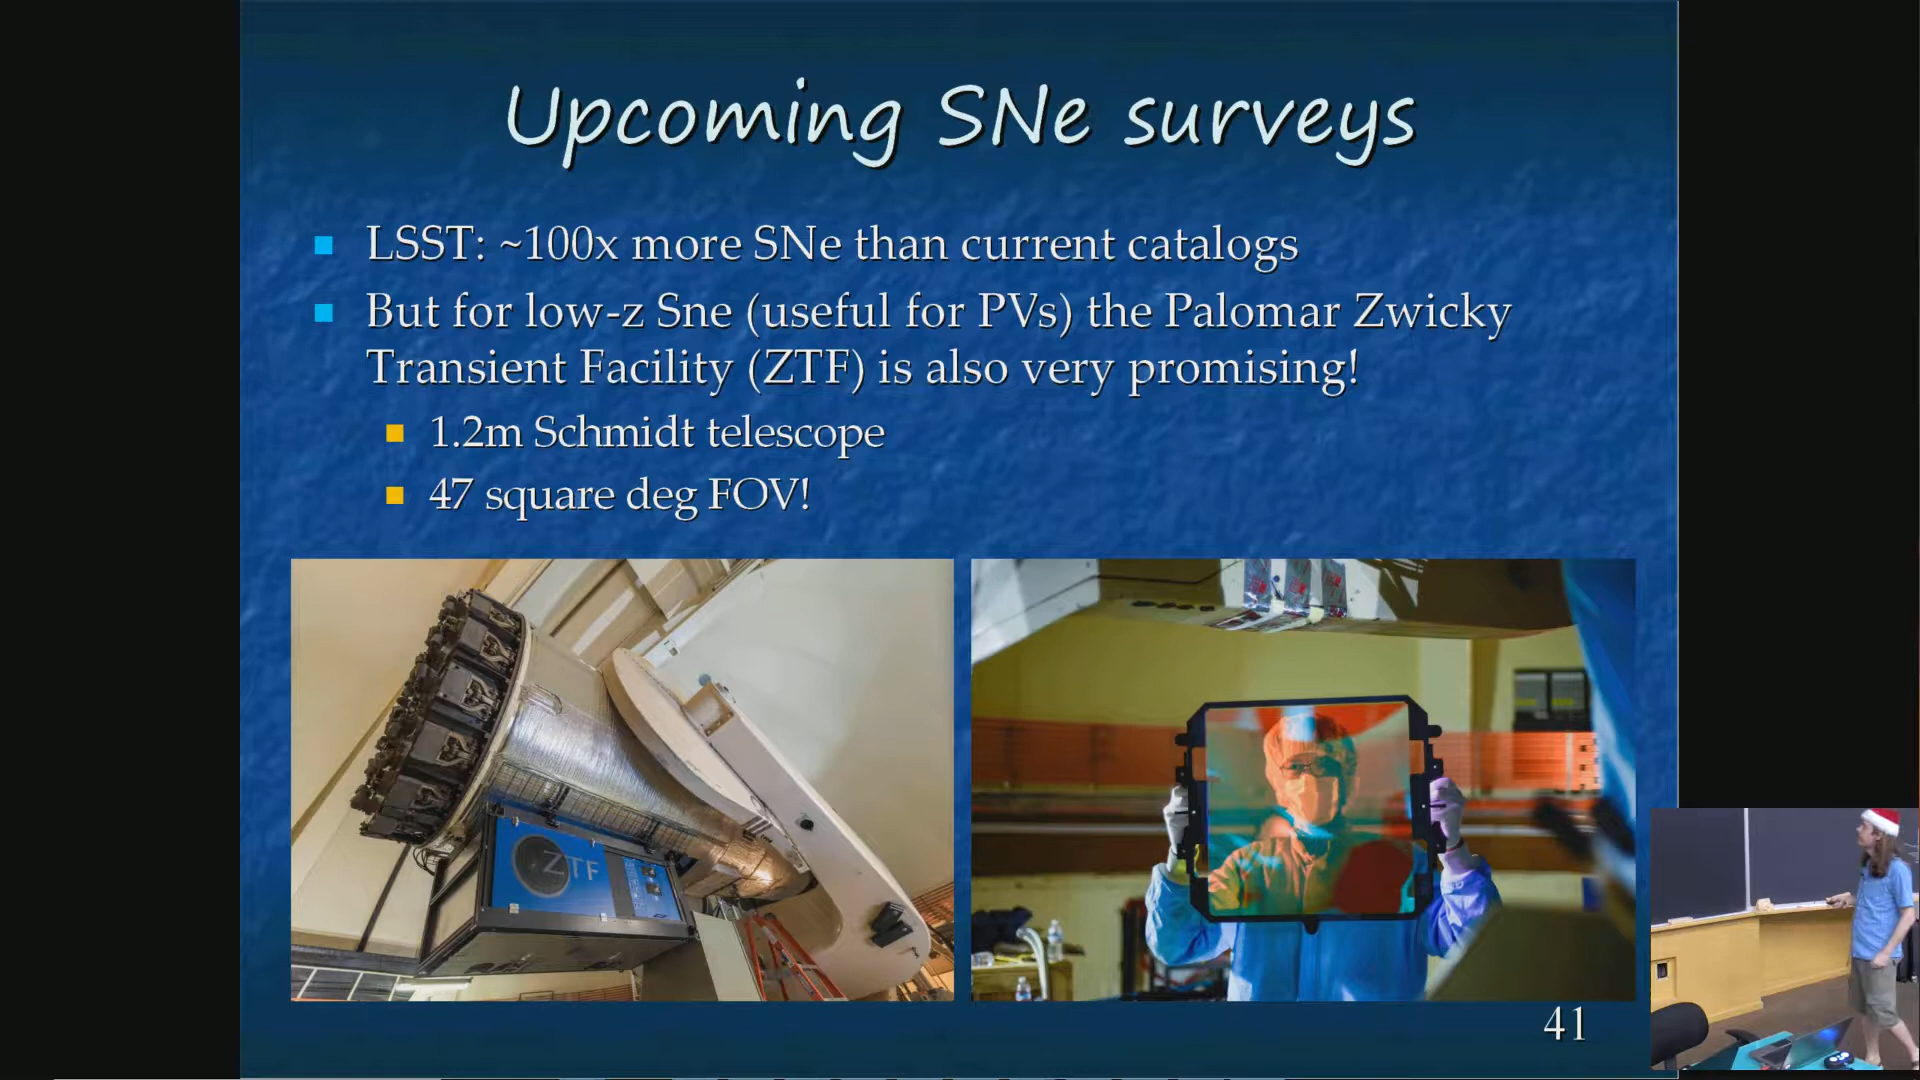 Upcoming SNe surveys
LSST: ~100x more SNe than current catalogs
But for low-z Sne (useful for PVs) the Palomar Zwicky
Transient Facility (ZTF) is also very promising!
1.2m Schmidt telescope
47 square deg FOV!
ZTF
41